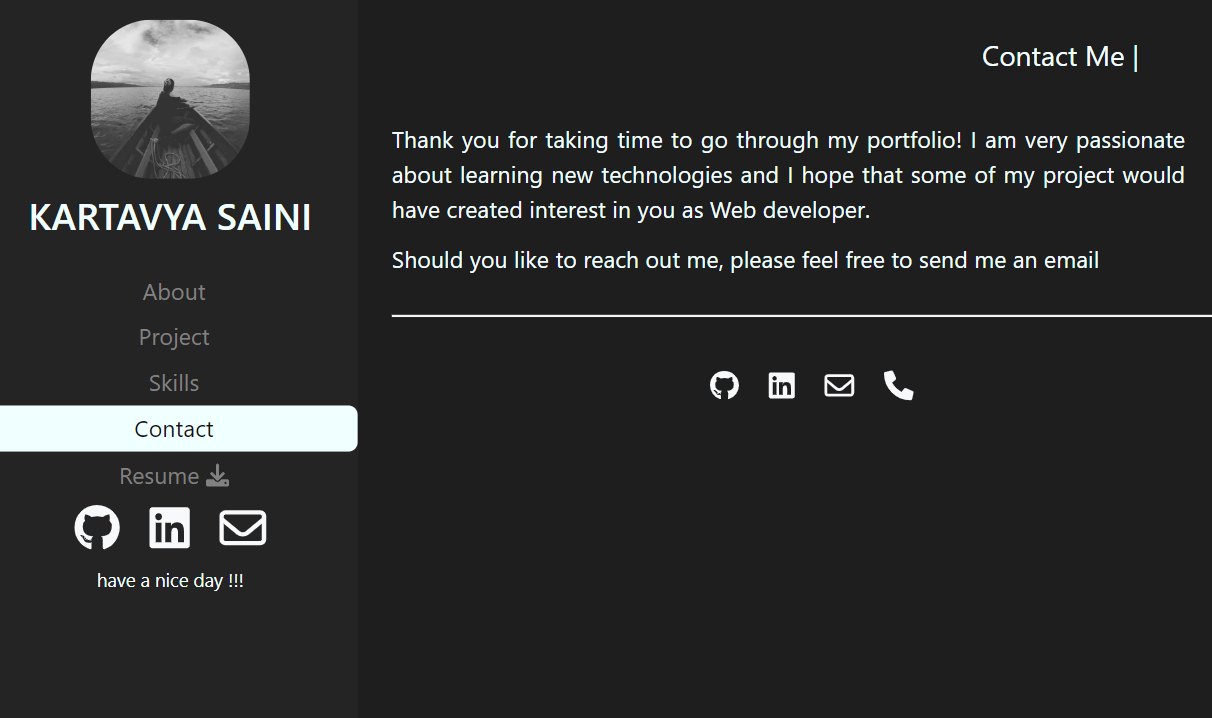 KARTAVYA SAINI
About
Project
Skills
Contact
Resume
have a nice day !!!
Contact Me |
Thank you for taking time to go through my portfolio! I am very passionate
about learning new technologies and I hope that some of my project would
have created interest in you as Web developer.
Should you like to reach out me, please feel free to send me an email